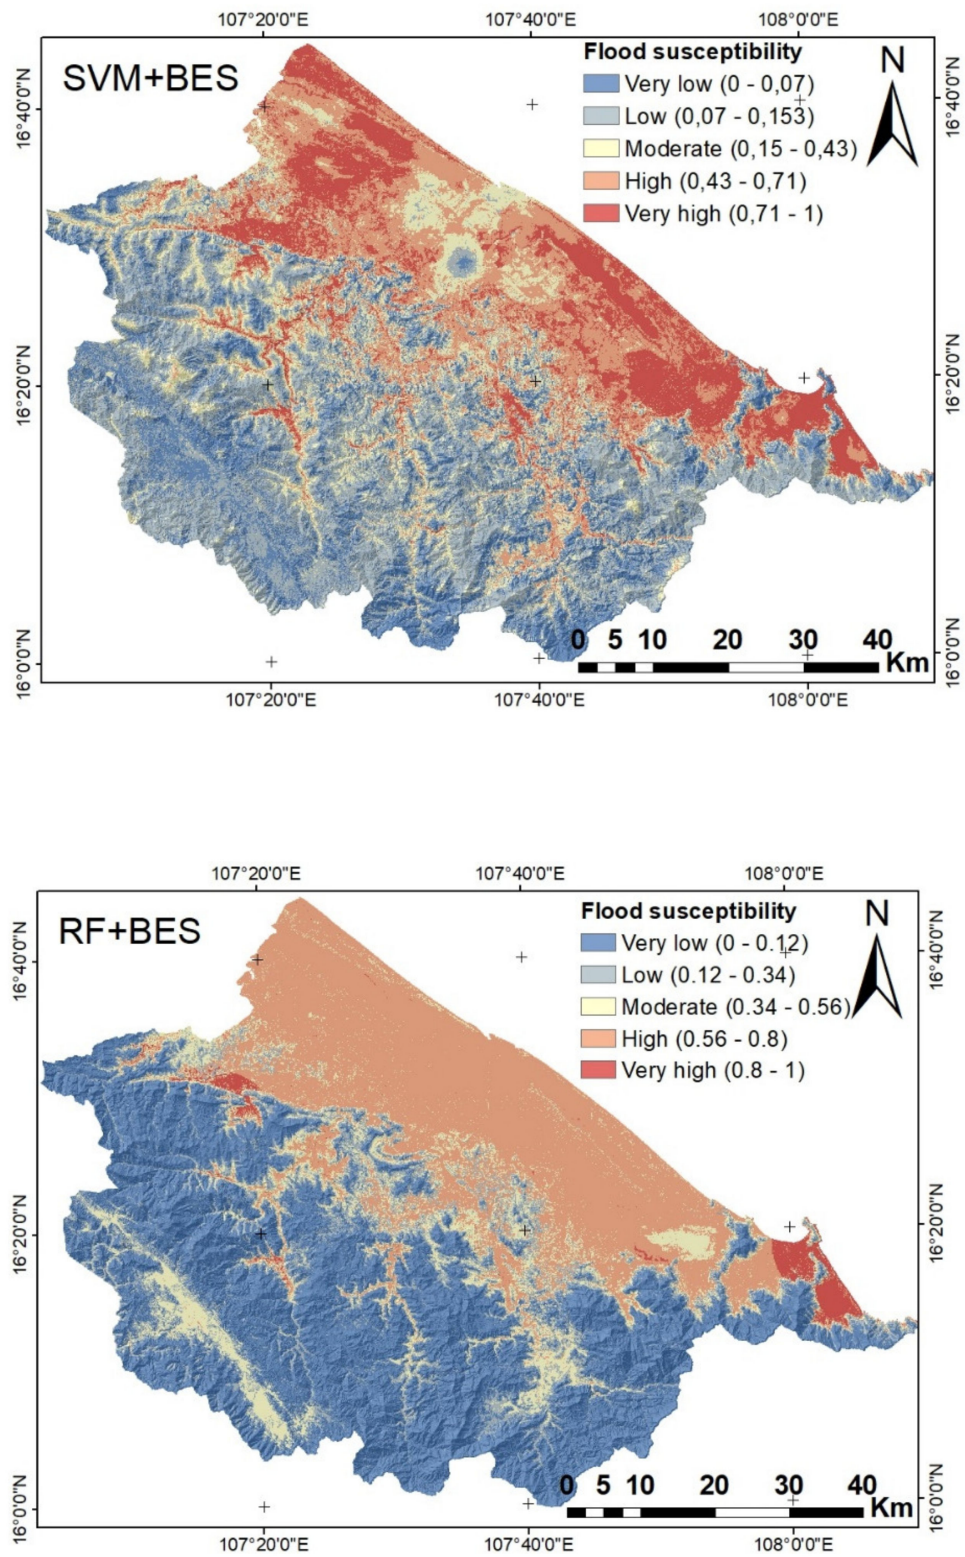 107°20'0"E 107°40'0"E 108°0'0"E
SVM+BES
Flood susceptibility
Very low (0 - 0,07)
Low (0,07 - 0,153)
Moderate (0,15 - 0,43)
High (0,43 - 0,71)
Very high (0,71 - 1)
N
16°40'0"N 16°40'0"N
16°20'0"N 16°20'0"N
16°0'0"N 16°0'0"N
0 5 10 20 30 40
Km
107°20'0"E 107°40'0"E 108°0'0"E
107°20'0"E 107°40'0"E 108°0'0"E
RF+BES
Flood susceptibility
Very low (0 - 0.12)
Low (0.12 - 0.34)
Moderate (0.34 - 0.56)
High (0.56 - 0.8)
Very high (0.8 - 1)
N
16°40'0"N 16°40'0"N
16°20'0"N 16°20'0"N
16°0'0"N 16°0'0"N
0 5 10 20 30 40
Km
107°20'0"E 107°40'0"E 108°0'0"E